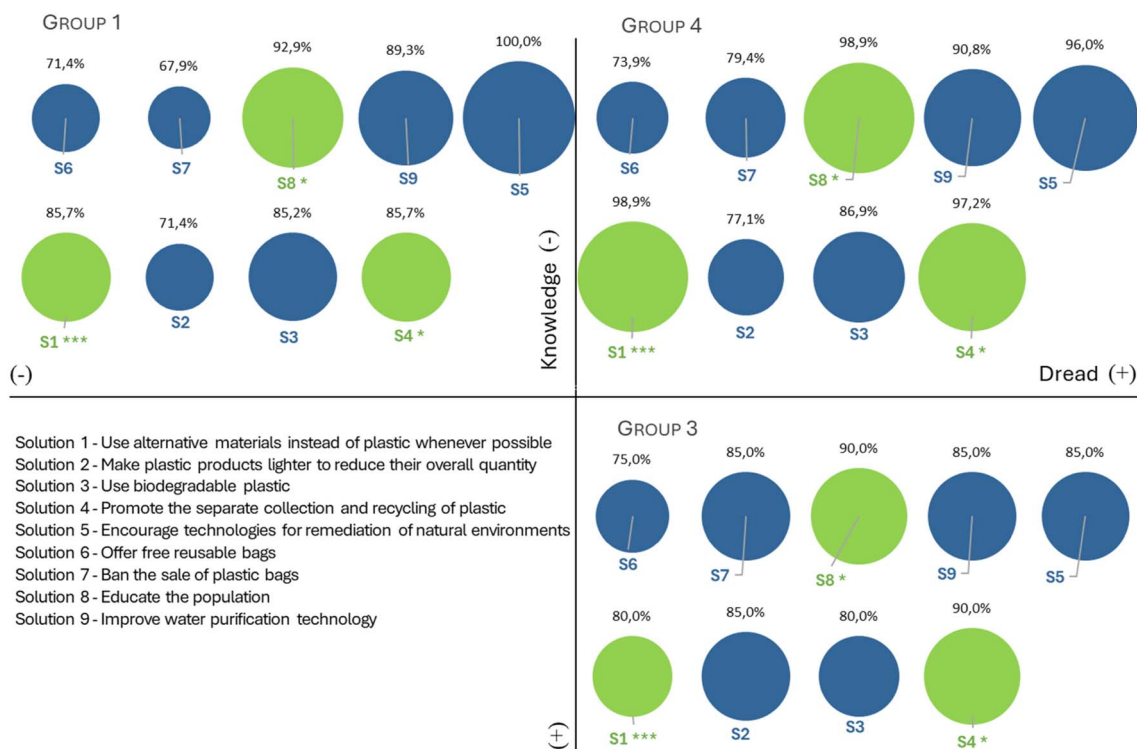 GROUP 1
71,4%
67,9%
92,9%
89,3%
100,0%
S6
S7
S8 *
S9
S5
85,7%
71,4%
85,2%
85,7%
S1 ***
S2
S3
S4 *
GROUP 4
73,9%
79,4%
98,9%
90,8%
96,0%
S6
S7
S8 *
S9
S5
98,9%
77,1%
86,9%
97,2%
S1 ***
S2
S3
S4 *
Knowledge (-)
(-)
Dread (+)
Solution 1 - Use alternative materials instead of plastic whenever possible
Solution 2 - Make plastic products lighter to reduce their overall quantity
Solution 3 - Use biodegradable plastic
Solution 4 - Promote the separate collection and recycling of plastic
Solution 5 - Encourage technologies for remediation of natural environments
Solution 6 - Offer free reusable bags
Solution 7 - Ban the sale of plastic bags
Solution 8 - Educate the population
Solution 9 - Improve water purification technology
GROUP 3
75,0%
85,0%
90,0%
85,0%
85,0%
S6
S7
S8 *
S9
S5
80,0%
85,0%
80,0%
90,0%
S1 ***
S2
S3
S4 *
(+)